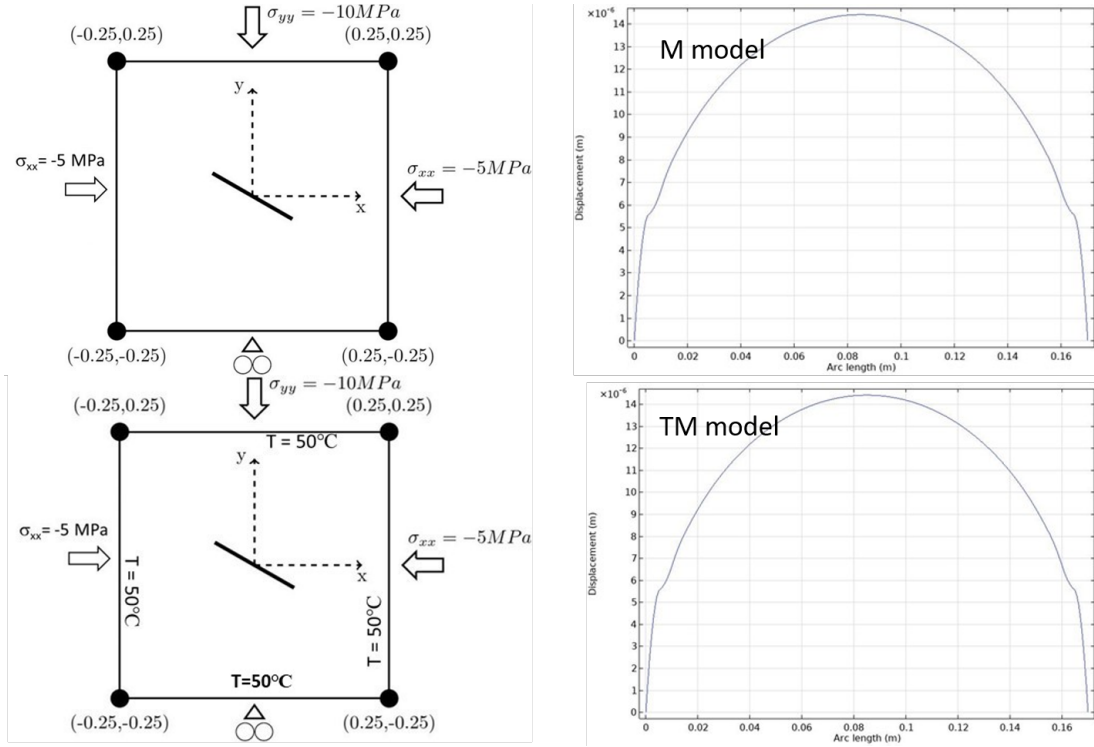 σyy = −10MPa
(-0.25,0.25)
(0.25,0.25)
y
σxx= -5 MPa
σxx = −5MPa
x
(-0.25,-0.25)
(0.25,-0.25)
×10⁻⁶
M model
14
13
12
11
10
9
8
7
6
5
4
3
2
1
0
Displacement (m)
0 0.02 0.04 0.06 0.08 0.1 0.12 0.14 0.16
Arc length (m)
σyy = −10MPa
(-0.25,0.25)
(0.25,0.25)
T = 50℃
y
σxx= -5 MPa
σxx = −5MPa
x
T = 50℃
T = 50℃
T=50℃
(-0.25,-0.25)
(0.25,-0.25)
×10⁻⁶
TM model
14
13
12
11
10
9
8
7
6
5
4
3
2
1
0
Displacement (m)
0 0.02 0.04 0.06 0.08 0.1 0.12 0.14 0.16
Arc length (m)